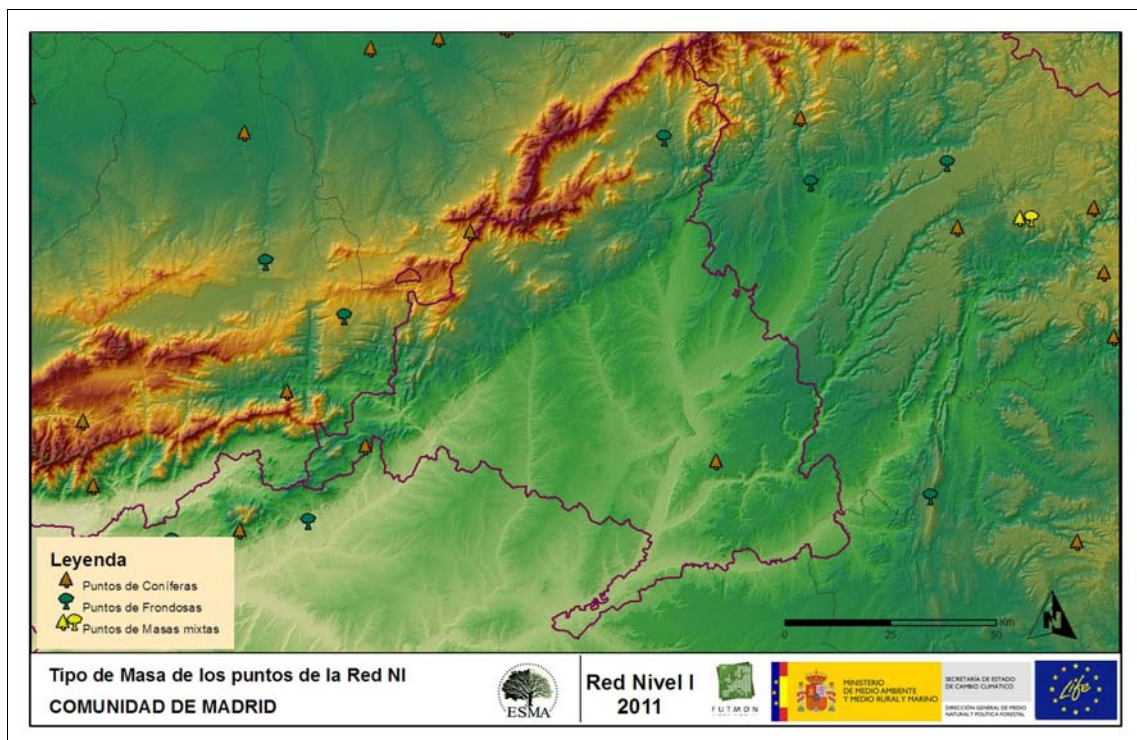 Leyenda
Puntos de Coníferas
Puntos de Frondosas
Puntos de Masas mixtas
Km
0 25 50
N
Tipo de Masa de los puntos de la Red NI
COMUNIDAD DE MADRID
ESMA
Red Nivel I
2011
FUTMON
MINISTERIO
DE MEDIO AMBIENTE
Y MEDIO RURAL Y MARINO
SECRETARÍA DE ESTADO
DE CAMBIO CLIMÁTICO
DIRECCIÓN GENERAL DE MEDIO
NATURAL Y POLÍTICA FORESTAL
Life